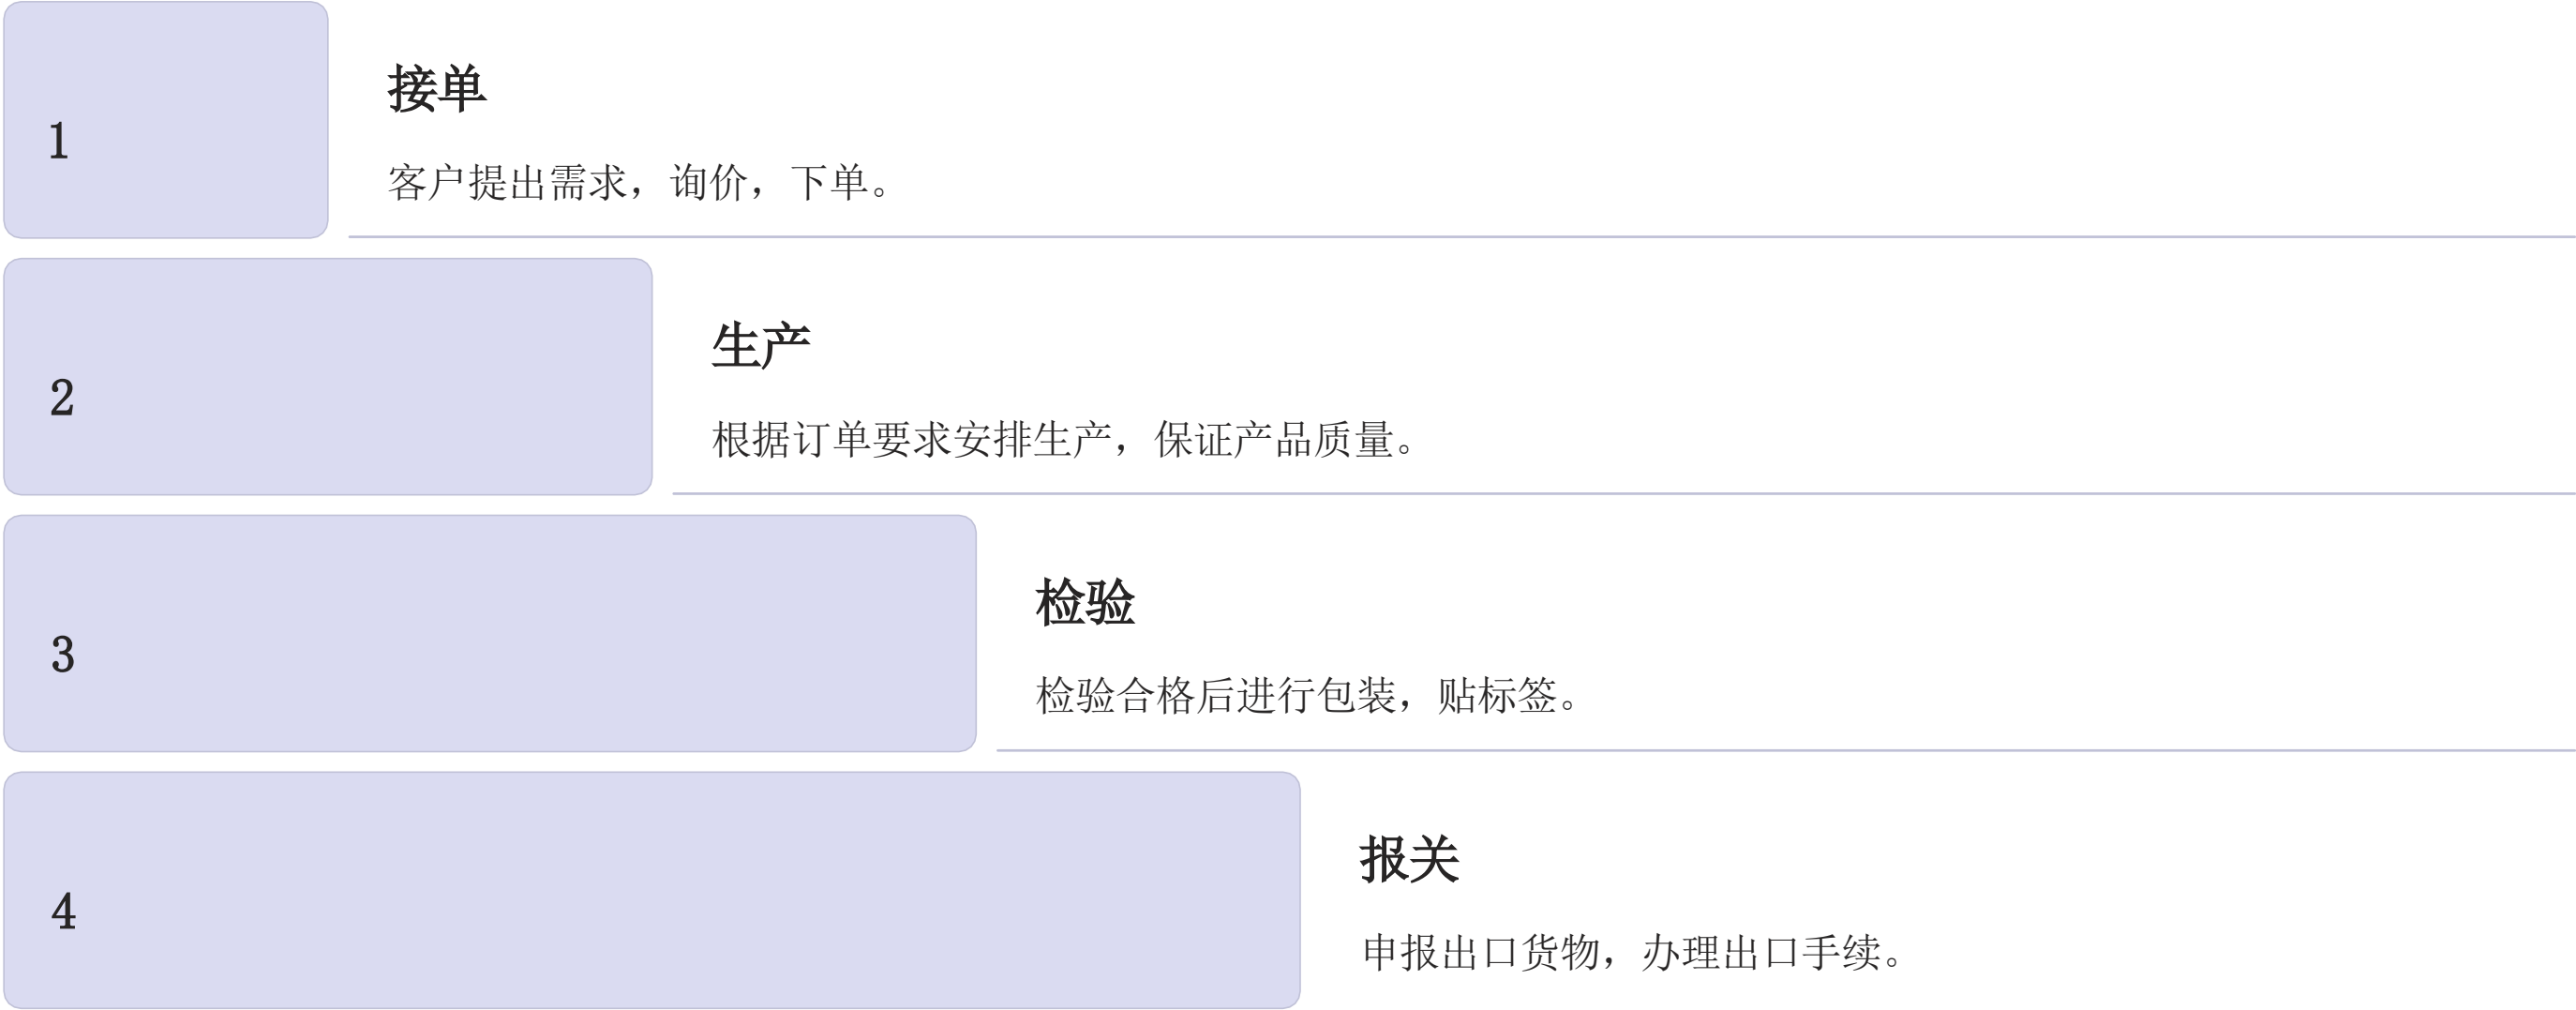 1
接单
客户提出需求，询价，下单。
2
生产
根据订单要求安排生产，保证产品质量。
3
检验
检验合格后进行包装，贴标签。
4
报关
申报出口货物，办理出口手续。